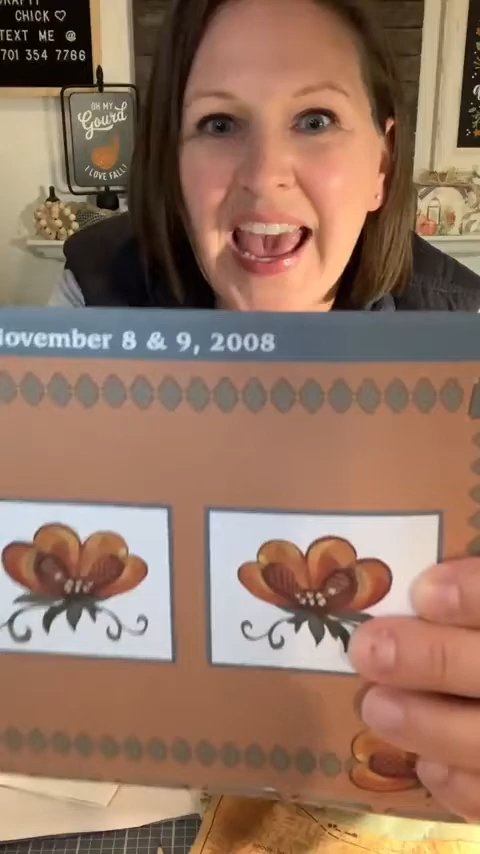 CHICK ♡
TEXT ME @
701 354 7766
OH MY
Gourd
I LOVE FALL!
November 8 & 9, 2008